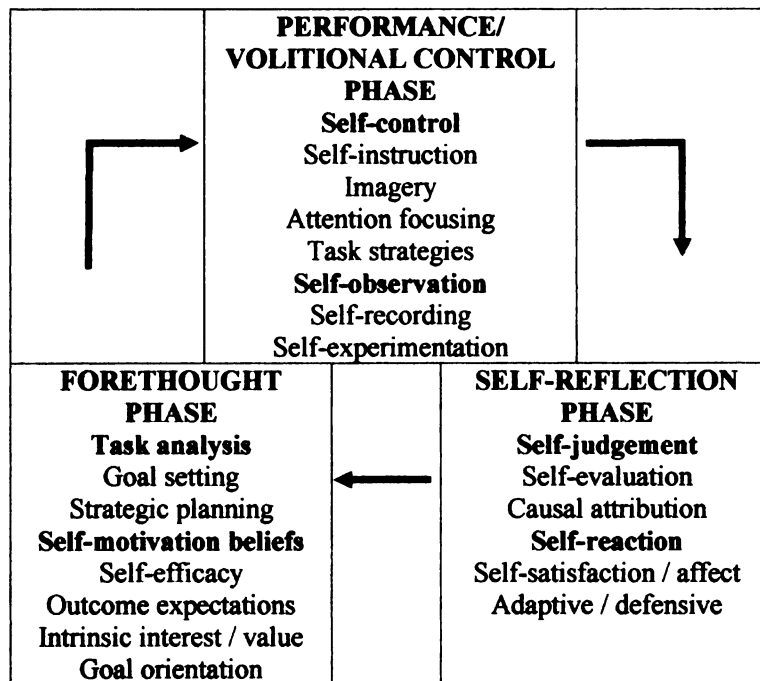 PERFORMANCE/
VOLITIONAL CONTROL
PHASE
Self-control
Self-instruction
Imagery
Attention focusing
Task strategies
Self-observation
Self-recording
Self-experimentation
FORETHOUGHT
PHASE
Task analysis
Goal setting
Strategic planning
Self-motivation beliefs
Self-efficacy
Outcome expectations
Intrinsic interest / value
Goal orientation
SELF-REFLECTION
PHASE
Self-judgement
Self-evaluation
Causal attribution
Self-reaction
Self-satisfaction / affect
Adaptive / defensive